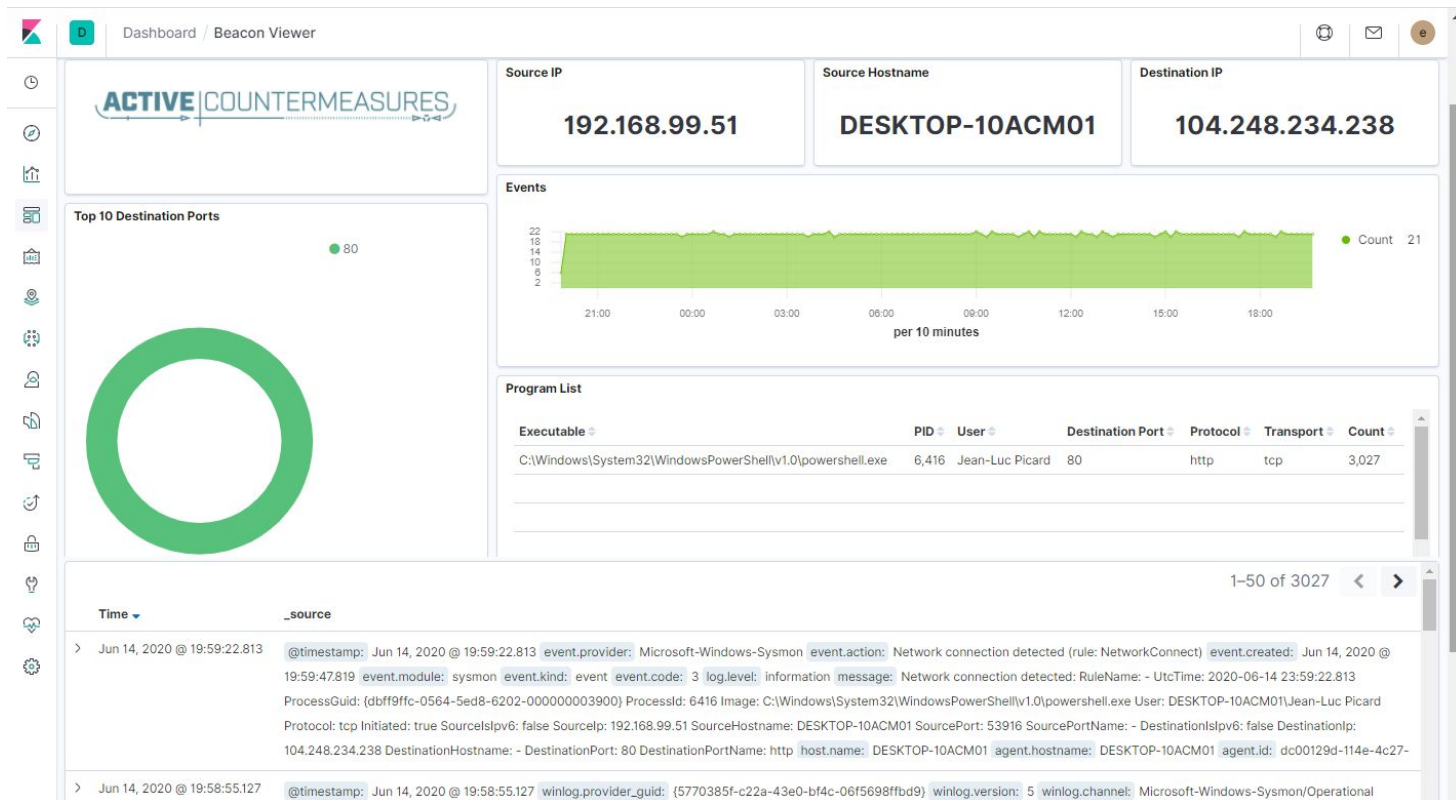 D Dashboard / Beacon Viewer e
ACTIVE COUNTERMEASURES
Source IP
192.168.99.51
Source Hostname
DESKTOP-10ACM01
Destination IP
104.248.234.238
Top 10 Destination Ports
80
Events
22
18
14
10
6
2
21:00 00:00 03:00 06:00 09:00 12:00 15:00 18:00
per 10 minutes
Count 21
Program List
Executable PID User Destination Port Protocol Transport Count
C:\Windows\System32\WindowsPowerShell\v1.0\powershell.exe 6,416 Jean-Luc Picard 80 http tcp 3,027
1–50 of 3027
Time _source
Jun 14, 2020 @ 19:59:22.813 @timestamp: Jun 14, 2020 @ 19:59:22.813 event.provider: Microsoft-Windows-Sysmon event.action: Network connection detected (rule: NetworkConnect) event.created: Jun 14, 2020 @
19:59:47.819 event.module: sysmon event.kind: event event.code: 3 log.level: information message: Network connection detected: RuleName: - UtcTime: 2020-06-14 23:59:22.813
ProcessGuid: {dbff9ffc-0564-5ed8-6202-000000003900} ProcessId: 6416 Image: C:\Windows\System32\WindowsPowerShell\v1.0\powershell.exe User: DESKTOP-10ACM01\Jean-Luc Picard
Protocol: tcp Initiated: true SourceIsIpv6: false SourceIp: 192.168.99.51 SourceHostname: DESKTOP-10ACM01 SourcePort: 53916 SourcePortName: - DestinationIsIpv6: false DestinationIp:
104.248.234.238 DestinationHostname: - DestinationPort: 80 DestinationPortName: http host.name: DESKTOP-10ACM01 agent.hostname: DESKTOP-10ACM01 agent.id: dc00129d-114e-4c27-
Jun 14, 2020 @ 19:58:55.127 @timestamp: Jun 14, 2020 @ 19:58:55.127 winlog.provider_guid: {5770385f-c22a-43e0-bf4c-06f5698ffbd9} winlog.version: 5 winlog.channel: Microsoft-Windows-Sysmon/Operational